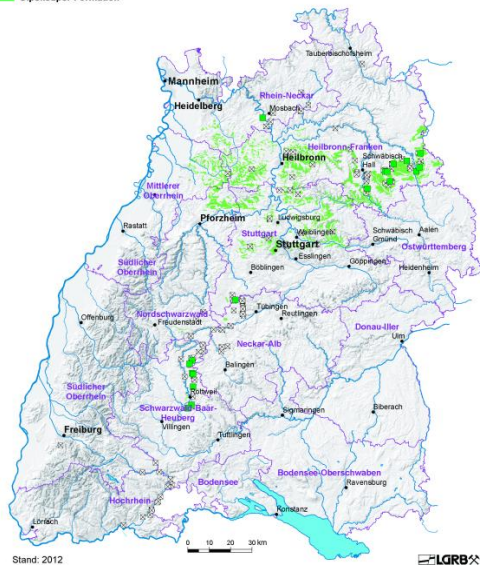 Tauberbischofsheim
Mannheim
Heidelberg
Rhein-Neckar
Mosbach
Heilbronn-Franken
Heilbronn
Schwäbisch
Hall
Mittlerer
Oberrhein
Pforzheim
Ludwigsburg
Rastatt
Stuttgart
Waiblingen
Schwäbisch
Gmünd
Aalen
Stuttgart
Ostwürttemberg
Esslingen
Südlicher
Oberrhein
Böblingen
Göppingen
Heidenheim
Nordschwarzwald
Tübingen
Offenburg
Freudenstadt
Reutlingen
Donau-Iller
Ulm
Neckar-Alb
Balingen
Südlicher
Oberrhein
Rottweil
Schwarzwald-Baar-
Heuberg
Sigmaringen
Biberach
Villingen
Freiburg
Tuttlingen
Bodensee-Oberschwaben
Bodensee
Ravensburg
Hochrhein
Konstanz
Lörrach
0 10 20 30 km
Stand: 2012
LGRB